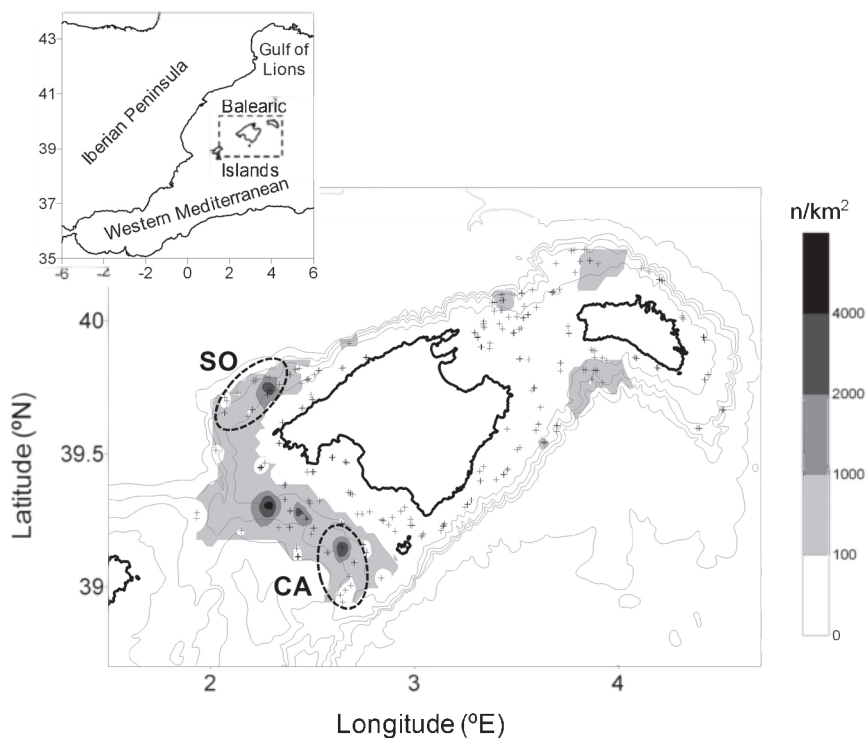 43
41
39
37
35
-6
-4
-2
0
2
4
6
Gulf of
Lions
Iberian Peninsula
Balearic
Islands
Western Mediterranean
n/km²
4000
2000
1000
100
0
SO
CA
40
39.5
39
Latitude (ºN)
2
3
4
Longitude (ºE)